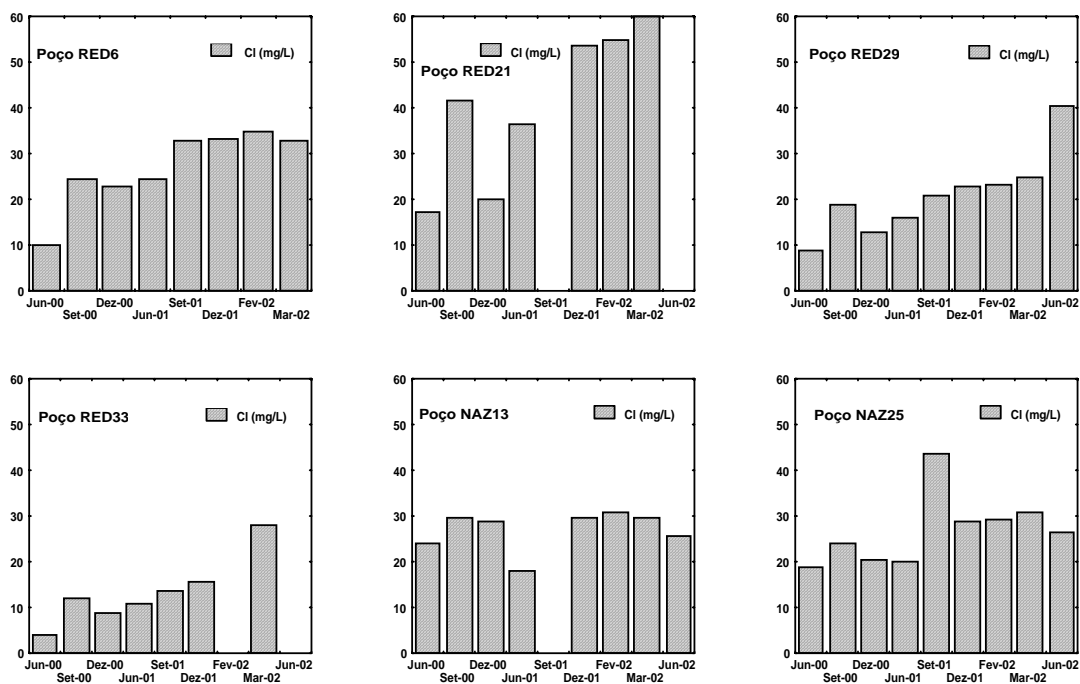 60
50
40
30
20
10
0
Poço RED6
Cl (mg/L)
Jun-00 Dez-00 Set-01 Fev-02
Set-00 Jun-01 Dez-01 Mar-02
60
50
40
30
20
10
0
Cl (mg/L)
Poço RED21
Jun-00 Dez-00 Dez-01 Fev-02 Jun-02
Set-00 Jun-01 Set-01 Mar-02
60
50
40
30
20
10
0
Poço RED29
Cl (mg/L)
Jun-00 Dez-00 Set-01 Fev-02 Jun-02
Set-00 Jun-01 Dez-01 Mar-02
60
50
40
30
20
10
0
Poço RED33
Cl (mg/L)
Jun-00 Dez-00 Set-01 Fev-02 Jun-02
Set-00 Jun-01 Dez-01 Mar-02
60
50
40
30
20
10
0
Poço NAZ13
Cl (mg/L)
Jun-00 Dez-00 Set-01 Fev-02 Jun-02
Set-00 Jun-01 Dez-01 Mar-02
60
50
40
30
20
10
0
Poço NAZ25
Cl (mg/L)
Jun-00 Dez-00 Set-01 Fev-02 Jun-02
Set-00 Jun-01 Dez-01 Mar-02